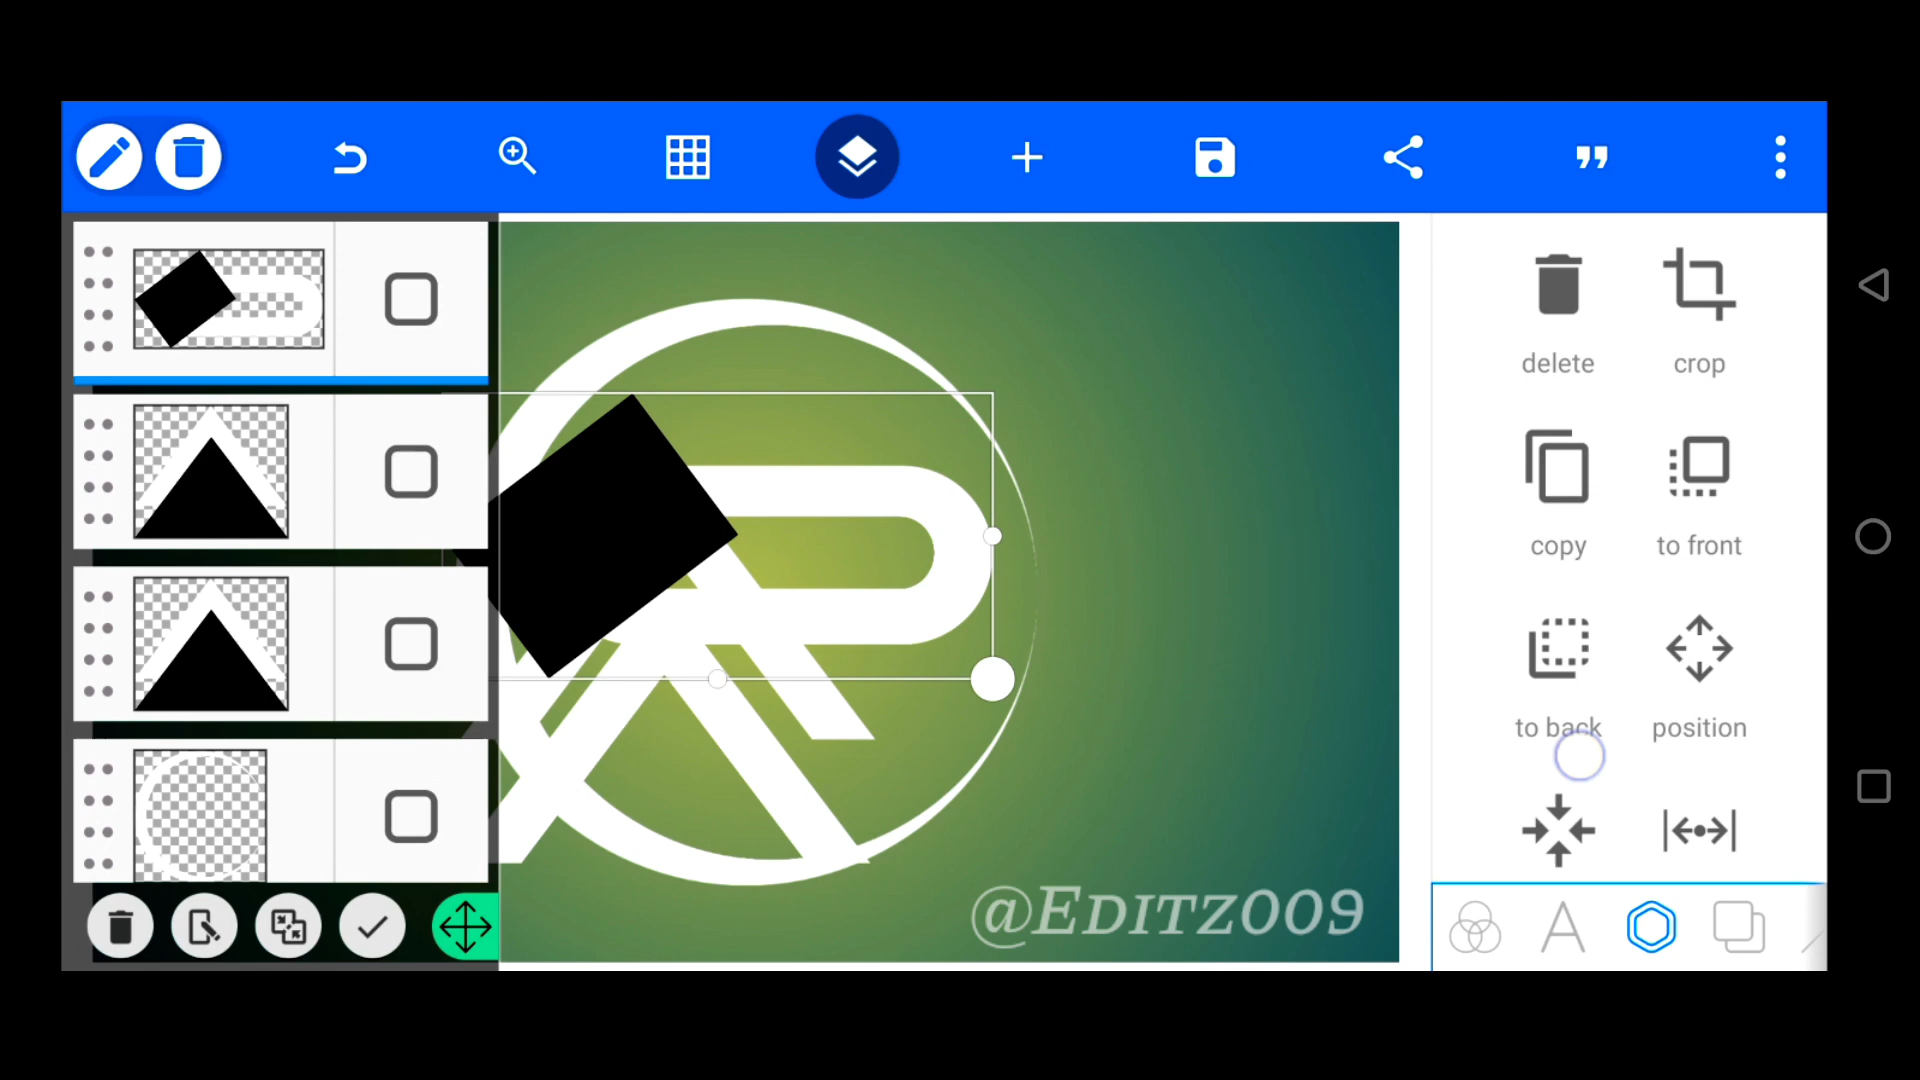 delete
crop
copy
to front
to back
position
@EDITZ009